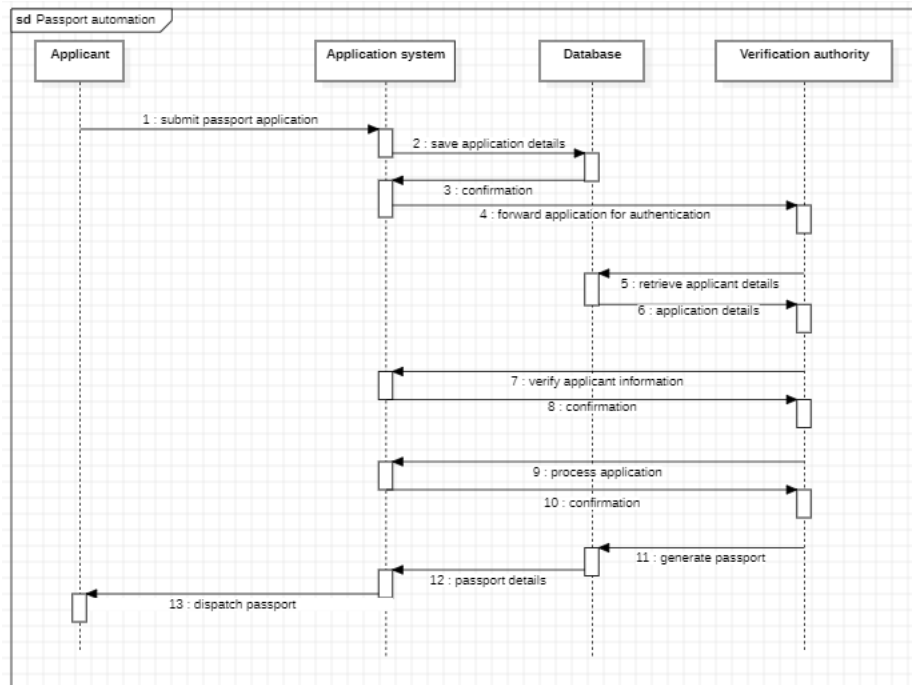 sd Passport automation
Applicant
Application system
Database
Verification authority
1 : submit passport application
2 : save application details
3 : confirmation
4 : forward application for authentication
5 : retrieve applicant details
6 : application details
7 : verify applicant information
8 : confirmation
9 : process application
10 : confirmation
11 : generate passport
12 : passport details
13 : dispatch passport